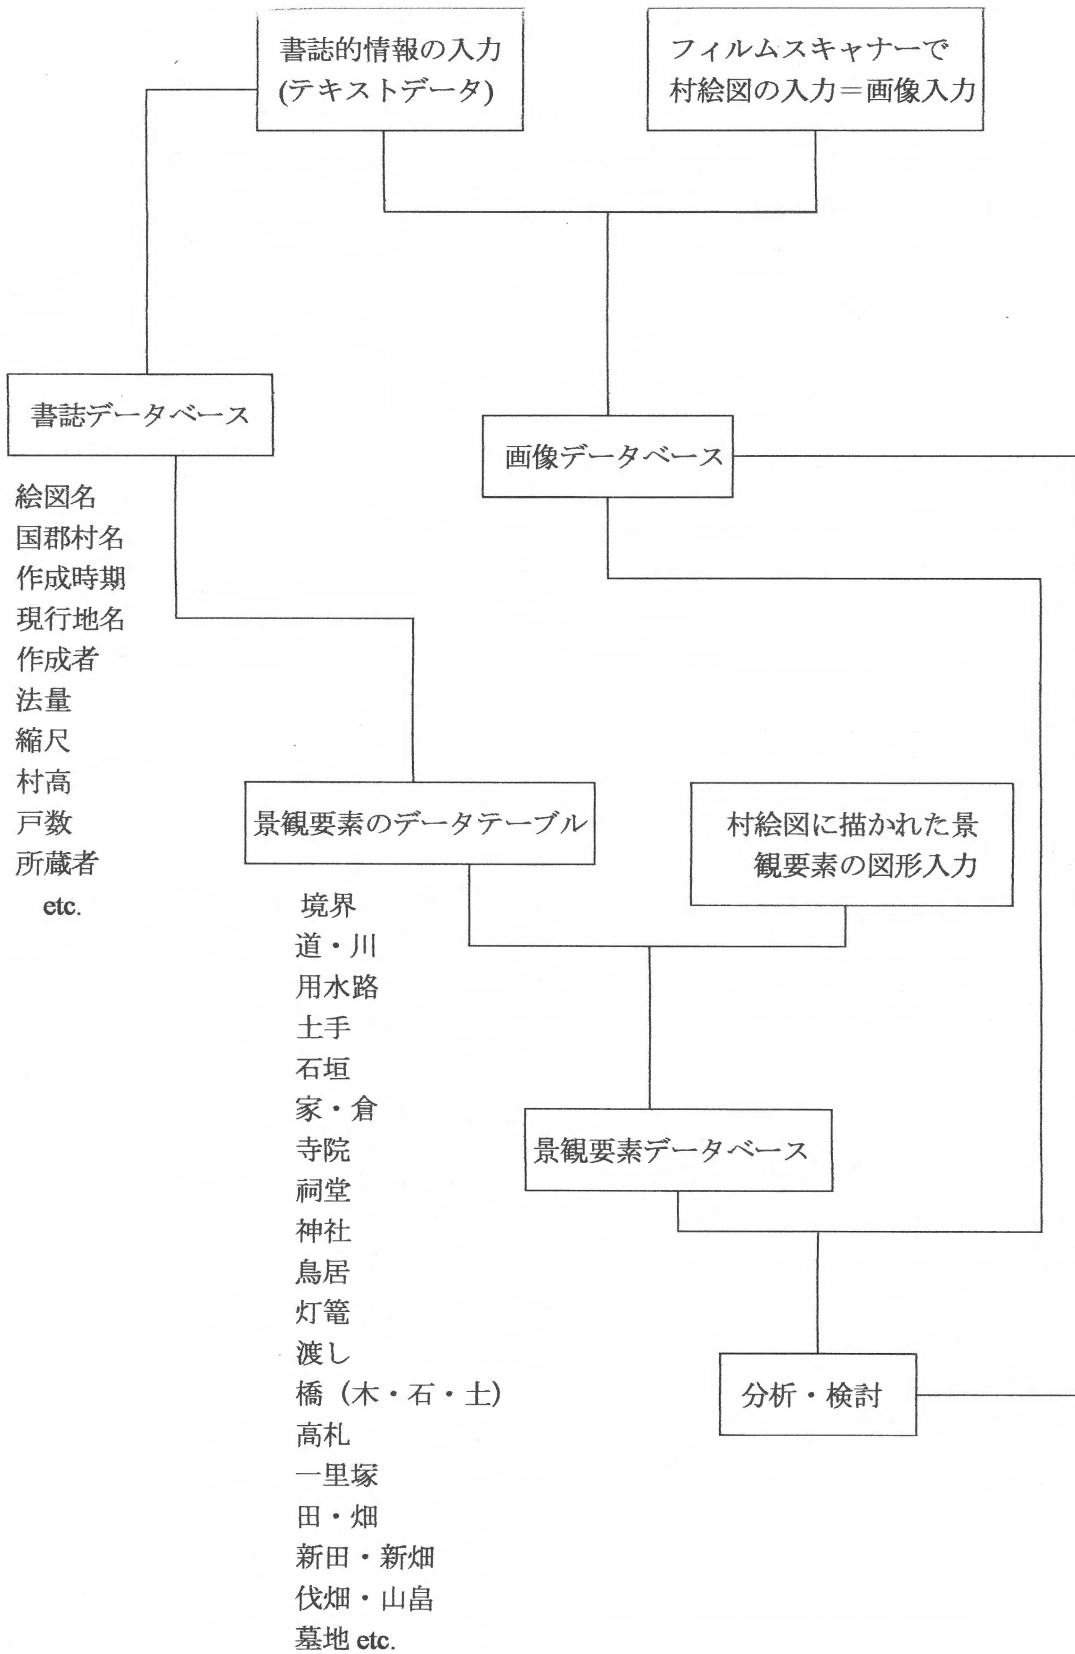 書誌的情報の入力
(テキストデータ)
フィルムスキャナーで
村絵図の入力＝画像入力
書誌データベース
画像データベース
絵図名
国郡村名
作成時期
現行地名
作成者
法量
縮尺
村高
戸数
所蔵者
etc.
景観要素のデータテーブル
村絵図に描かれた景
観要素の図形入力
境界
道・川
用水路
土手
石垣
家・倉
寺院
祠堂
神社
鳥居
灯篭
渡し
橋（木・石・土）
高札
一里塚
田・畑
新田・新畑
伐畑・山畠
墓地 etc.
景観要素データベース
分析・検討